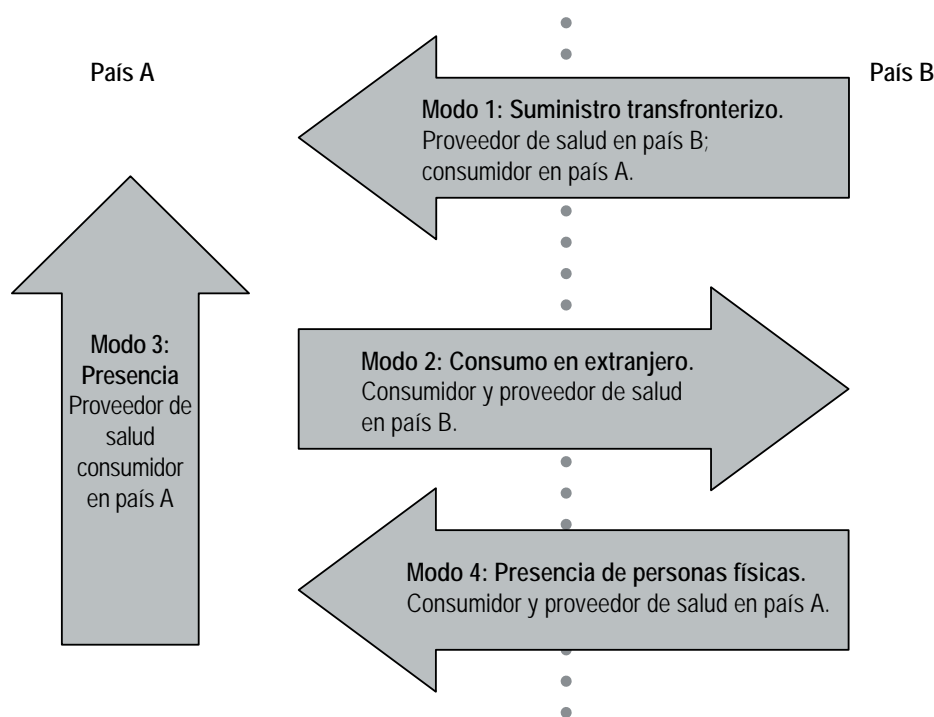 País A
País B
Modo 1: Suministro transfronterizo.
Proveedor de salud en país B;
consumidor en país A.
Modo 3:
Presencia
Proveedor de
salud
consumidor
en país A
Modo 2: Consumo en extranjero.
Consumidor y proveedor de salud
en país B.
Modo 4: Presencia de personas físicas.
Consumidor y proveedor de salud en país A.